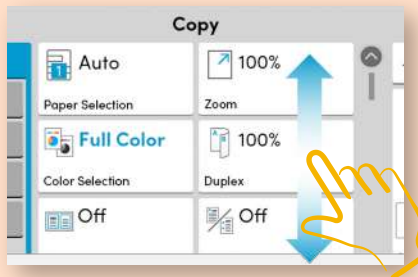 Copy
Auto
Paper Selection
100%
Zoom
Full Color
Color Selection
100%
Duplex
Off
Off